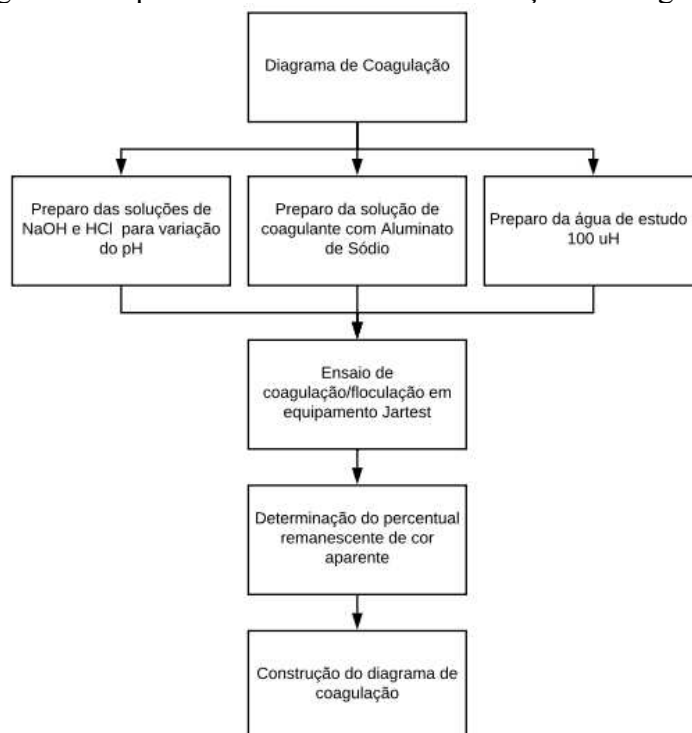 Diagrama de Coagulação
Preparo das soluções de
NaOH e HCl para variação
do pH
Preparo da solução de
coagulante com Aluminato
de Sódio
Preparo da água de estudo
100 uH
Ensaio de
coagulação/floculação em
equipamento Jartest
Determinação do percentual
remanescente de cor
aparente
Construção do diagrama de
coagulação